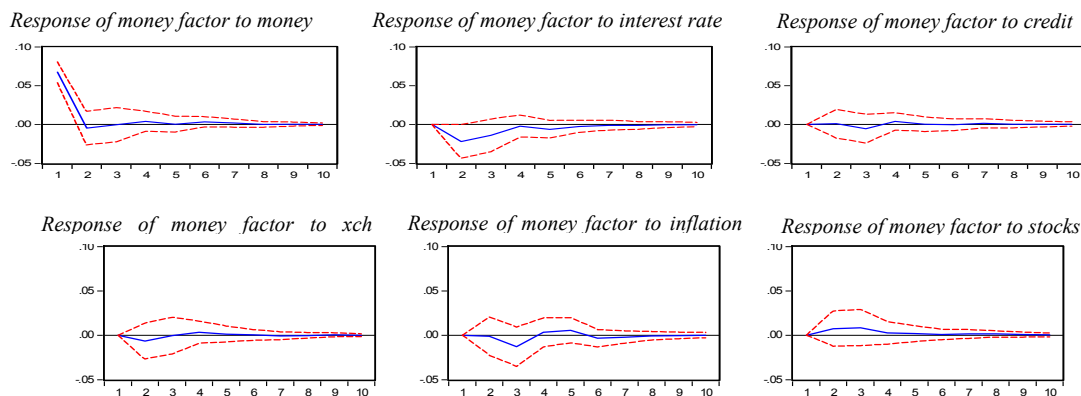 Response of money factor to money
Response of money factor to interest rate
Response of money factor to credit
.10
.05
.00
-.05
1 2 3 4 5 6 7 8 9 10
.10
.05
.00
-.05
1 2 3 4 5 6 7 8 9 10
.10
.05
.00
-.05
1 2 3 4 5 6 7 8 9 10
Response of money factor to xch
Response of money factor to inflation
Response of money factor to stocks
.10
.05
.00
-.05
1 2 3 4 5 6 7 8 9 10
.10
.05
.00
-.05
1 2 3 4 5 6 7 8 9 10
.10
.05
.00
-.05
1 2 3 4 5 6 7 8 9 10